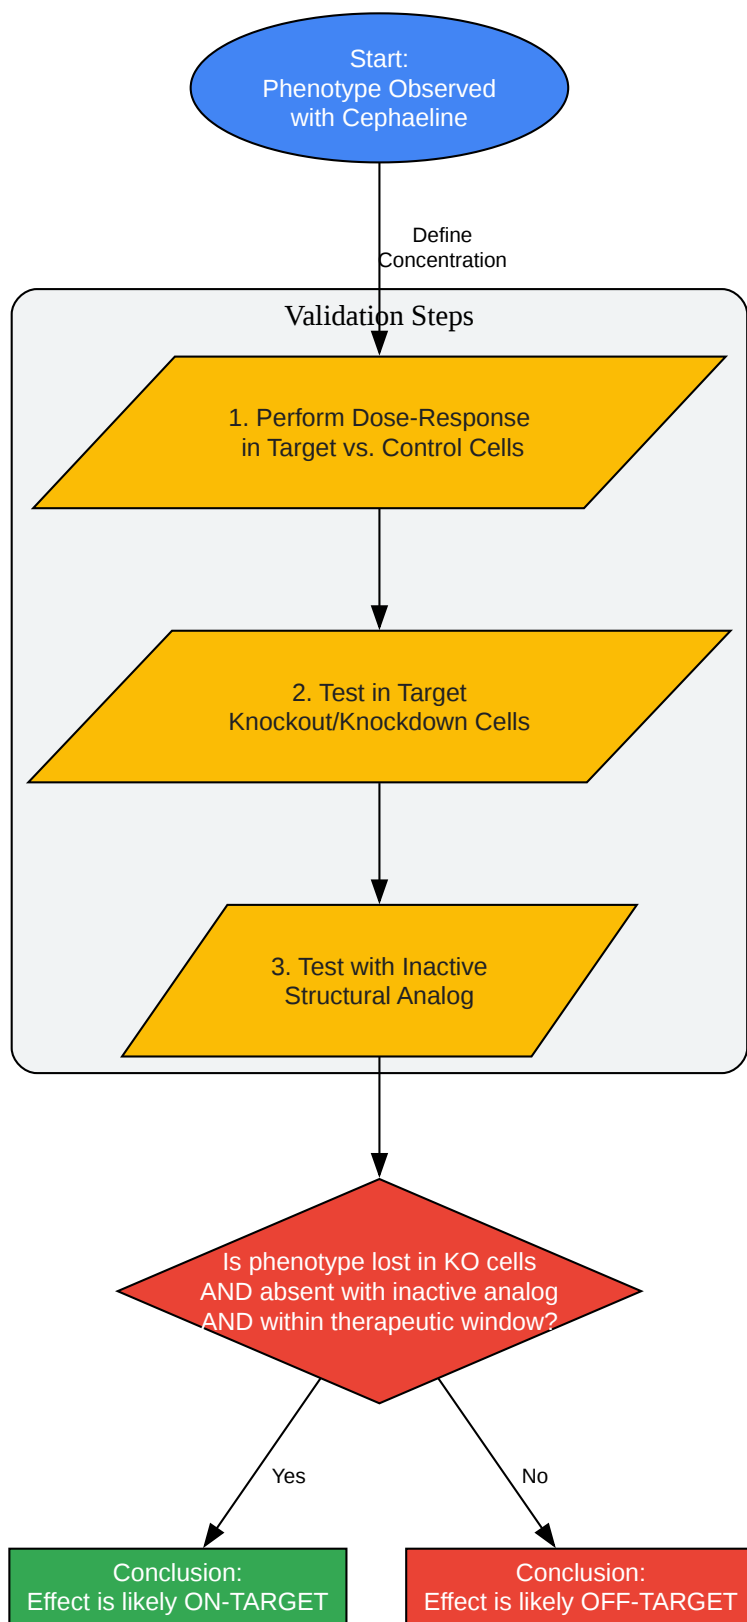 Start:
Phenotype Observed
with Cephaeline
Define
Concentration
Validation Steps
1. Perform Dose-Response
in Target vs. Control Cells
2. Test in Target
Knockout/Knockdown Cells
3. Test with Inactive
Structural Analog
Is phenotype lost in KO cells
AND absent with inactive analog
AND within therapeutic window?
Yes
No
Conclusion:
Effect is likely ON-TARGET
Conclusion:
Effect is likely OFF-TARGET